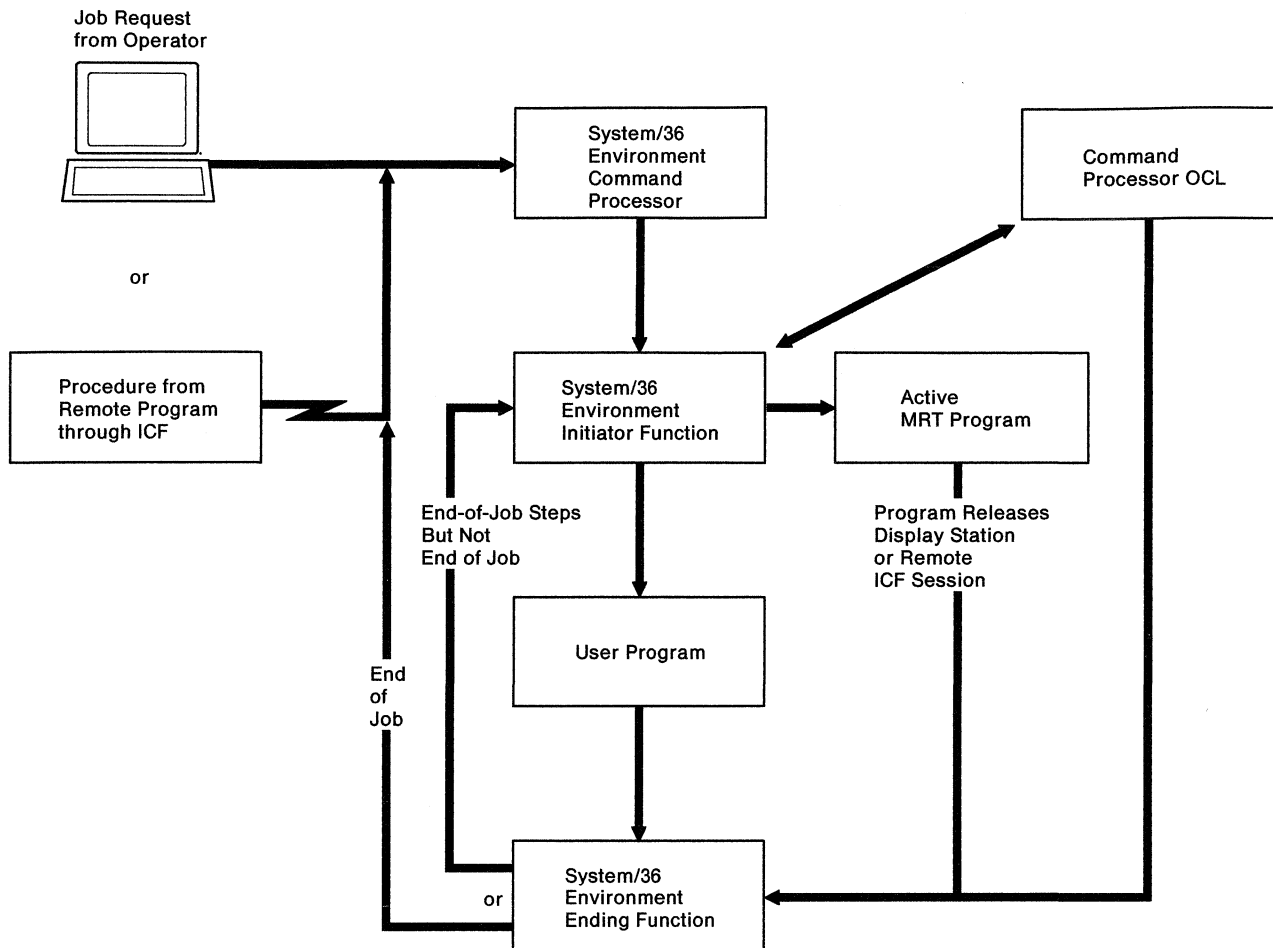 Job Request
from Operator
System/36
Environment
Command
Processor
Command
Processor OCL
or
Procedure from
Remote Program
through ICF
System/36
Environment
Initiator Function
Active
MRT Program
End-of-Job Steps
But Not
End of Job
Program Releases
Display Station
or Remote
ICF Session
User Program
End
of
Job
or
System/36
Environment
Ending Function